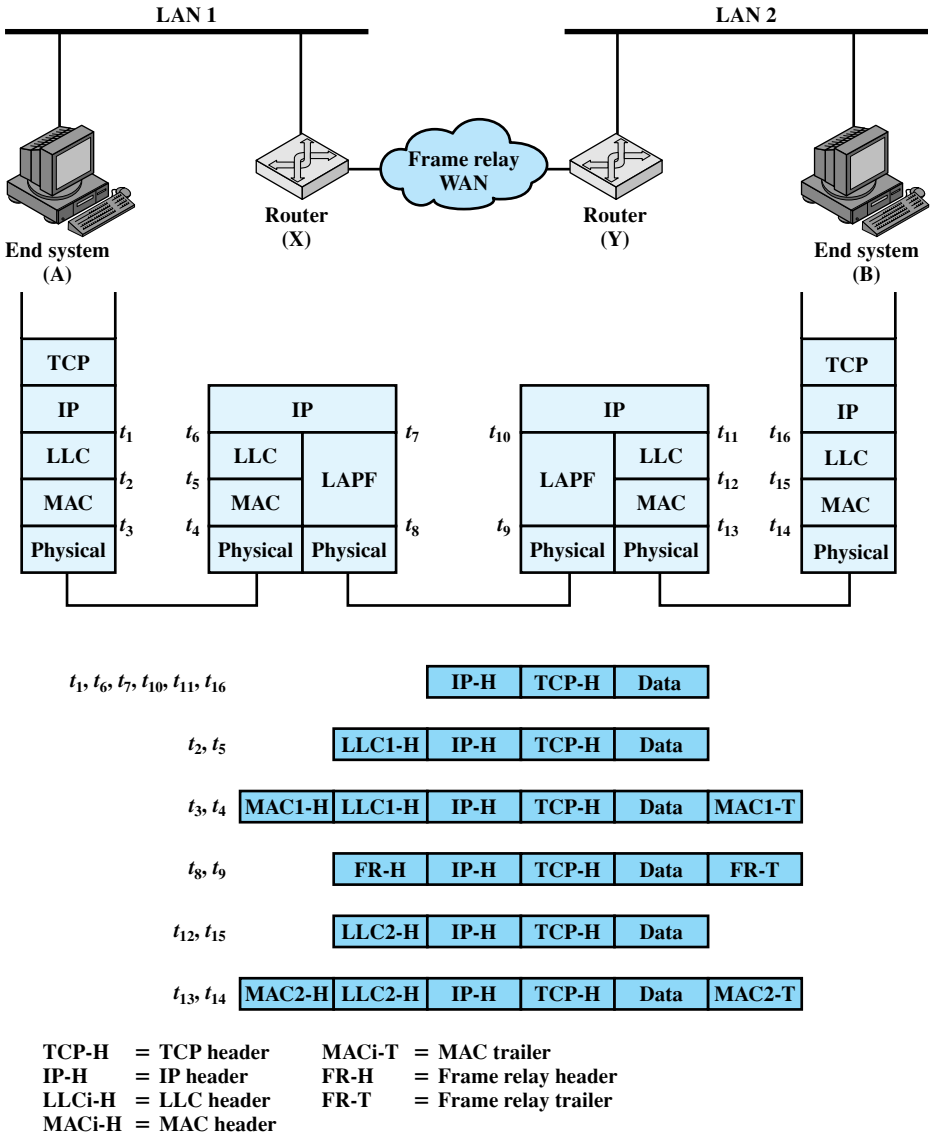 LAN 1
LAN 2
Frame relay
WAN
Router
(X)
Router
(Y)
End system
(A)
End system
(B)
TCP
IP
LLC
MAC
Physical
t1
t2
t3
IP
LLC
MAC
LAPF
Physical
Physical
t6
t5
t4
t7
t8
IP
LAPF
LLC
MAC
Physical
Physical
t10
t9
t11
t12
t13
TCP
IP
LLC
MAC
Physical
t16
t15
t14
t1, t6, t7, t10, t11, t16 IP-H TCP-H Data
t2, t5 LLC1-H IP-H TCP-H Data
t3, t4 MAC1-H LLC1-H IP-H TCP-H Data MAC1-T
t8, t9 FR-H IP-H TCP-H Data FR-T
t12, t15 LLC2-H IP-H TCP-H Data
t13, t14 MAC2-H LLC2-H IP-H TCP-H Data MAC2-T
TCP-H = TCP header
IP-H = IP header
LLCi-H = LLC header
MACi-H = MAC header
MACi-T = MAC trailer
FR-H = Frame relay header
FR-T = Frame relay trailer